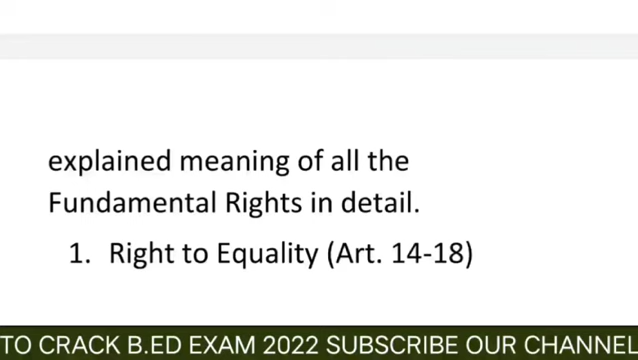 explained meaning of all the
Fundamental Rights in detail.
1. Right to Equality (Art. 14-18)
TO CRACK B.ED EXAM 2022 SUBSCRIBE OUR CHANNEL